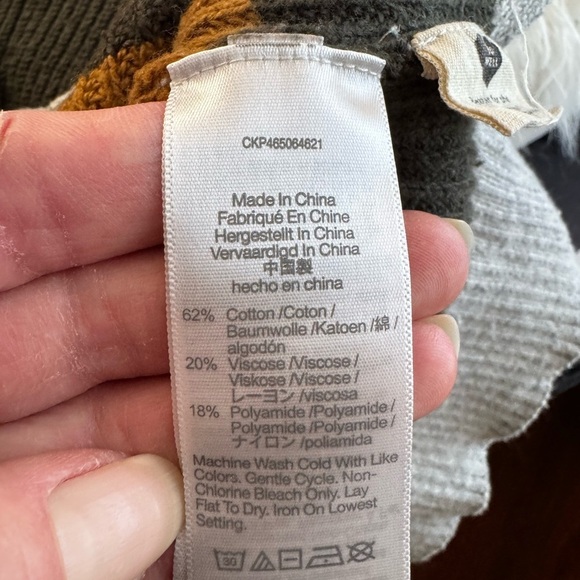 CKP465064621
Made In China
Fabriqué En Chine
Hergestellt In China
Vervaardigd In China
中国製
hecho en china
62% Cotton /Coton /
Baumwolle /Katoen /綿/
algodón
20% Viscose /Viscose /
Viskose /Viscose /
レーヨン /viscosa
18% Polyamide /Polyamide /
Polyamide /Polyamide /
ナイロン /poliamida
Machine Wash Cold With Like
Colors. Gentle Cycle. Non-
Chlorine Bleach Only. Lay
Flat To Dry. Iron On Lowest
Setting.
30